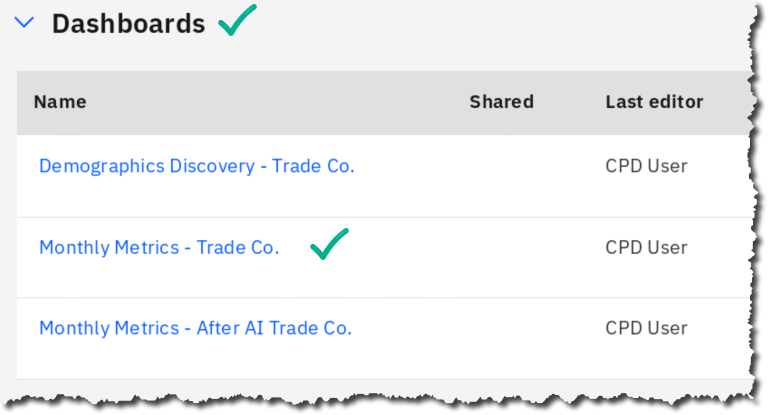 Dashboards
Name Shared Last editor
Demographics Discovery - Trade Co. CPD User
Monthly Metrics - Trade Co. CPD User
Monthly Metrics - After AI Trade Co. CPD User